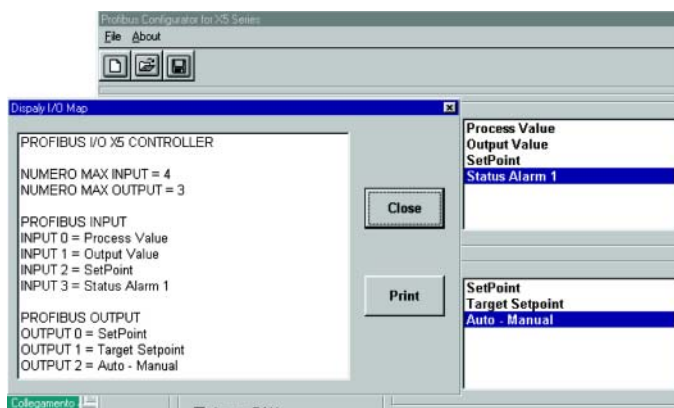 Profibus Configurator for X5 Series
File About
Dispaly I/O Map
PROFIBUS I/O X5 CONTROLLER
NUMERO MAX INPUT = 4
NUMERO MAX OUTPUT = 3
PROFIBUS INPUT
INPUT 0 = Process Value
INPUT 1 = Output Value
INPUT 2 = SetPoint
INPUT 3 = Status Alarm 1
PROFIBUS OUTPUT
OUTPUT 0 = SetPoint
OUTPUT 1 = Target Setpoint
OUTPUT 2 = Auto - Manual
Close
Print
Process Value
Output Value
SetPoint
Status Alarm 1
SetPoint
Target Setpoint
Auto - Manual
Collegamento